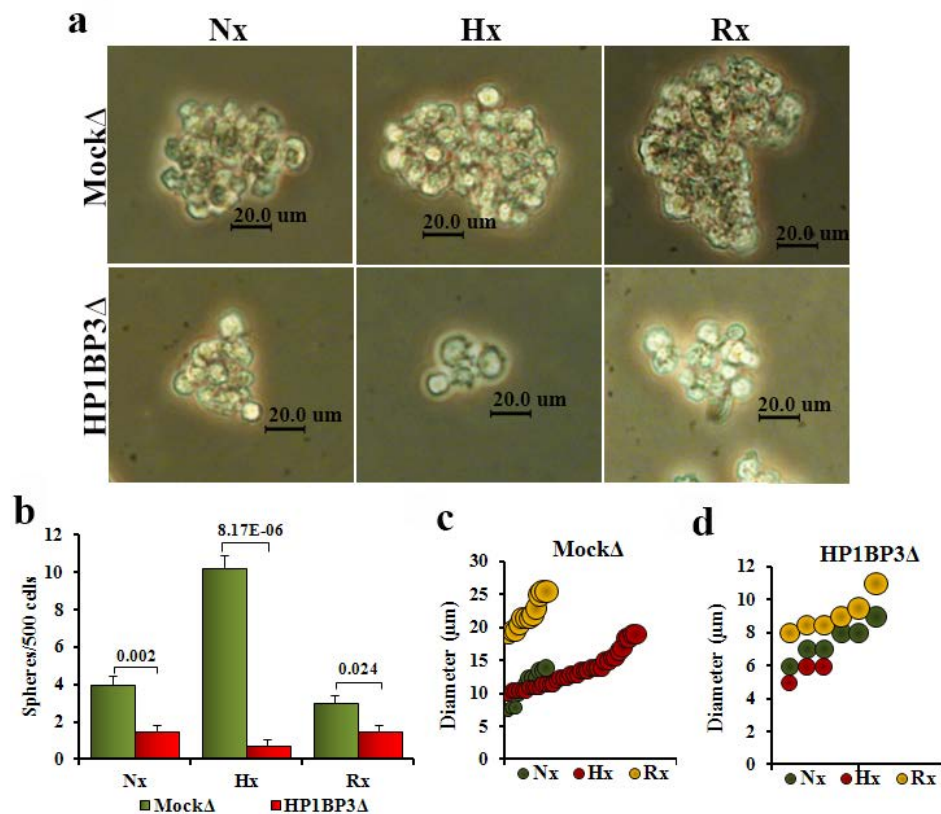 a
Nx Hx Rx
MockΔ
20.0 um 20.0 um 20.0 um
HP1BP3Δ
20.0 um 20.0 um 20.0 um
b
8.17E-06
0.002
0.024
Spheres/500 cells
12
10
8
6
4
2
0
Nx Hx Rx
MockΔ HP1BP3Δ
c
MockΔ
Diameter (µm)
30
25
20
15
10
5
0
Nx Hx Rx
d
HP1BP3Δ
Diameter (µm)
14
12
10
8
6
4
2
0
Nx Hx Rx